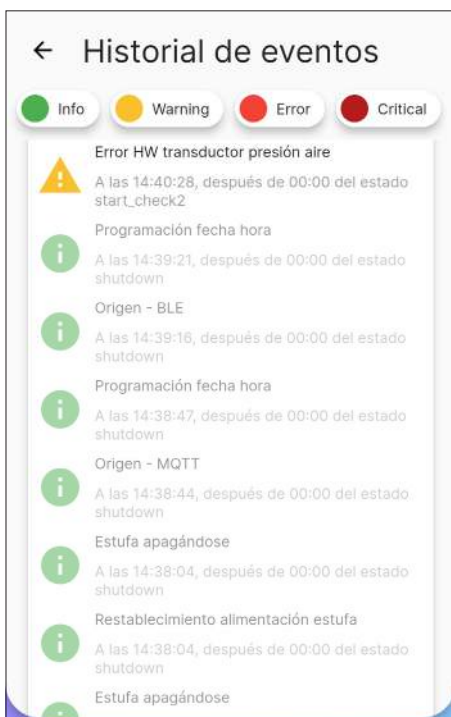 Historial de eventos
Info
Warning
Error
Critical
Error HW transductor presión aire
A las 14:40:28, después de 00:00 del estado
start_check2
Programación fecha hora
A las 14:39:21, después de 00:00 del estado
shutdown
Origen - BLE
A las 14:39:16, después de 00:00 del estado
shutdown
Programación fecha hora
A las 14:38:47, después de 00:00 del estado
shutdown
Origen - MQTT
A las 14:38:44, después de 00:00 del estado
shutdown
Estufa apagándose
A las 14:38:04, después de 00:00 del estado
shutdown
Restablecimiento alimentación estufa
A las 14:38:04, después de 00:00 del estado
shutdown
Estufa apagándose